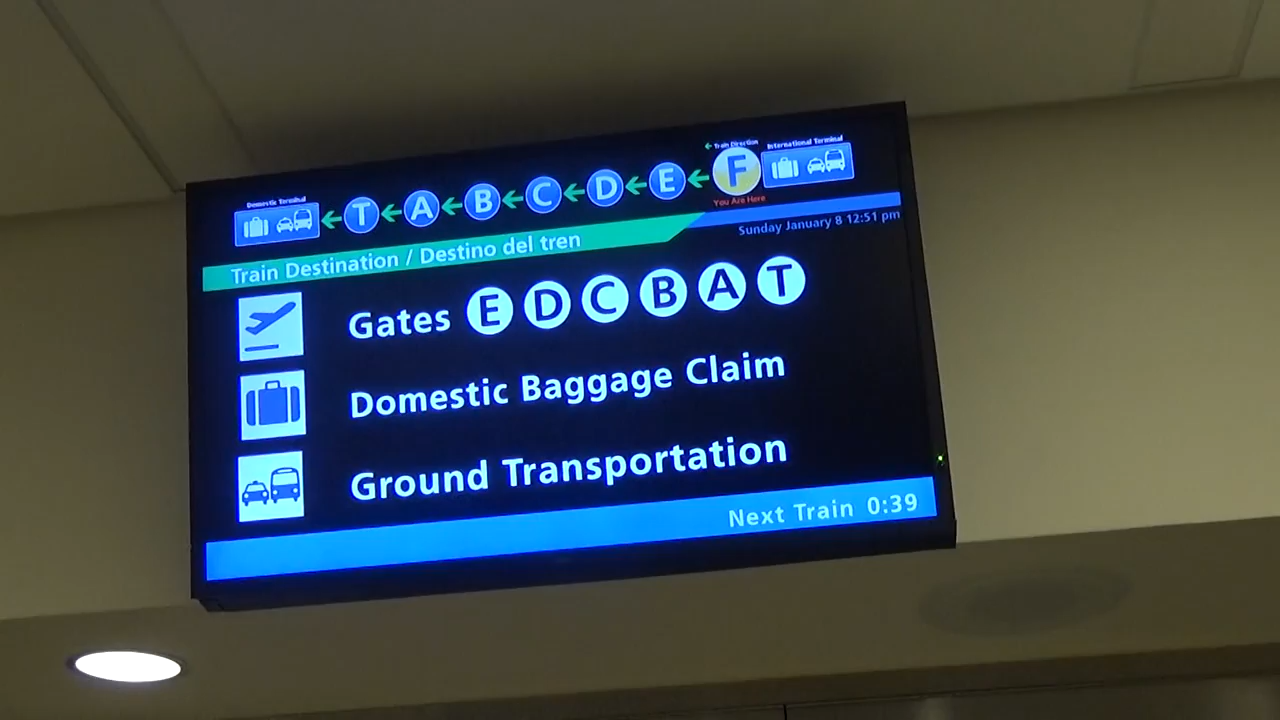 Train Direction International Terminal
Domestic Terminal
T A B C D E F
You Are Here
Sunday January 8 12:51 pm
Train Destination / Destino del tren
Gates E D C B A T
Domestic Baggage Claim
Ground Transportation
Next Train 0:39